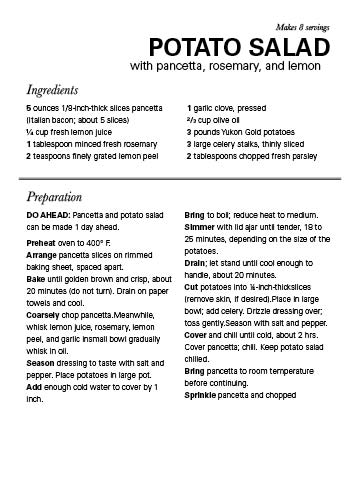 Makes 8 servings
POTATO SALAD
with pancetta, rosemary, and lemon
Ingredients
5 ounces 1/8-inch-thick slices pancetta
(Italian bacon; about 5 slices)
¼ cup fresh lemon juice
1 tablespoon minced fresh rosemary
2 teaspoons finely grated lemon peel
1 garlic clove, pressed
²/₃ cup olive oil
3 pounds Yukon Gold potatoes
3 large celery stalks, thinly sliced
2 tablespoons chopped fresh parsley
Preparation
DO AHEAD: Pancetta and potato salad
can be made 1 day ahead.
Preheat oven to 400° F.
Arrange pancetta slices on rimmed
baking sheet, spaced apart.
Bake until golden brown and crisp, about
20 minutes (do not turn). Drain on paper
towels and cool.
Coarsely chop pancetta.Meanwhile,
whisk lemon juice, rosemary, lemon
peel, and garlic insmall bowl gradually
whisk in oil.
Season dressing to taste with salt and
pepper. Place potatoes in large pot.
Add enough cold water to cover by 1
inch.
Bring to boil; reduce heat to medium.
Simmer with lid ajar until tender, 18 to
25 minutes, depending on the size of the
potatoes.
Drain; let stand until cool enough to
handle, about 20 minutes.
Cut potatoes into ¼-inch-thickslices
(remove skin, if desired).Place in large
bowl; add celery. Drizzle dressing over;
toss gently.Season with salt and pepper.
Cover and chill until cold, about 2 hrs.
Cover pancetta; chill. Keep potato salad
chilled.
Bring pancetta to room temperature
before continuing.
Sprinkle pancetta and chopped